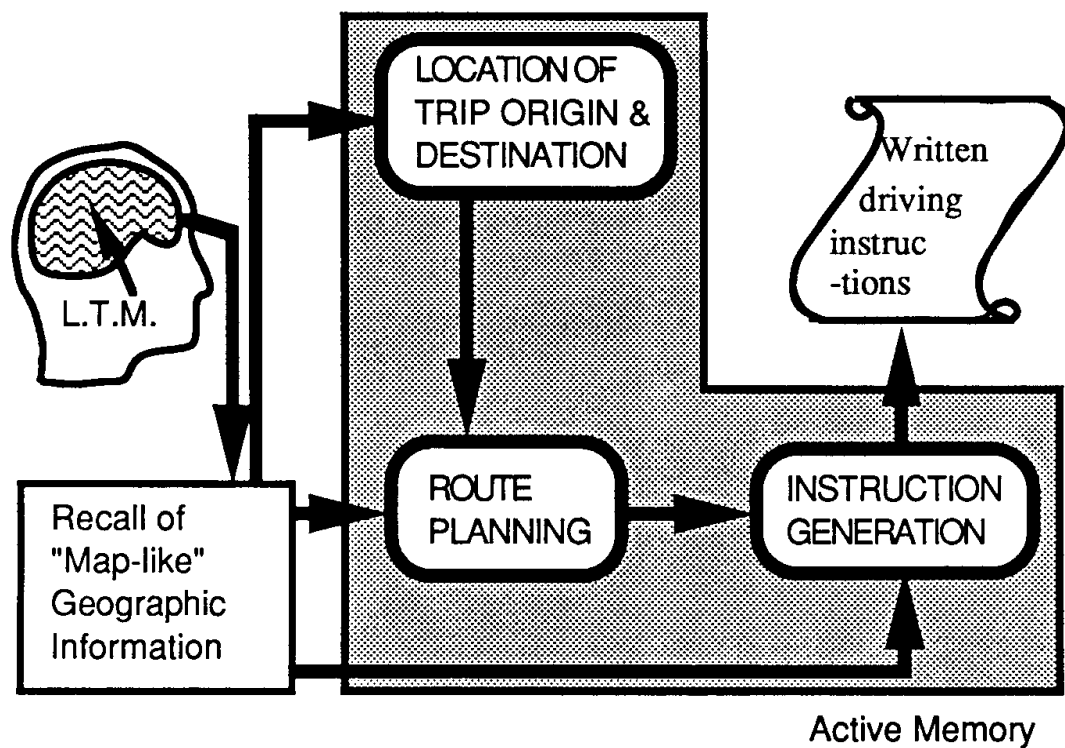 LOCATION OF
TRIP ORIGIN &
DESTINATION
Written
driving
instruc
-tions
L.T.M.
ROUTE
PLANNING
INSTRUCTION
GENERATION
Recall of
"Map-like"
Geographic
Information
Active Memory